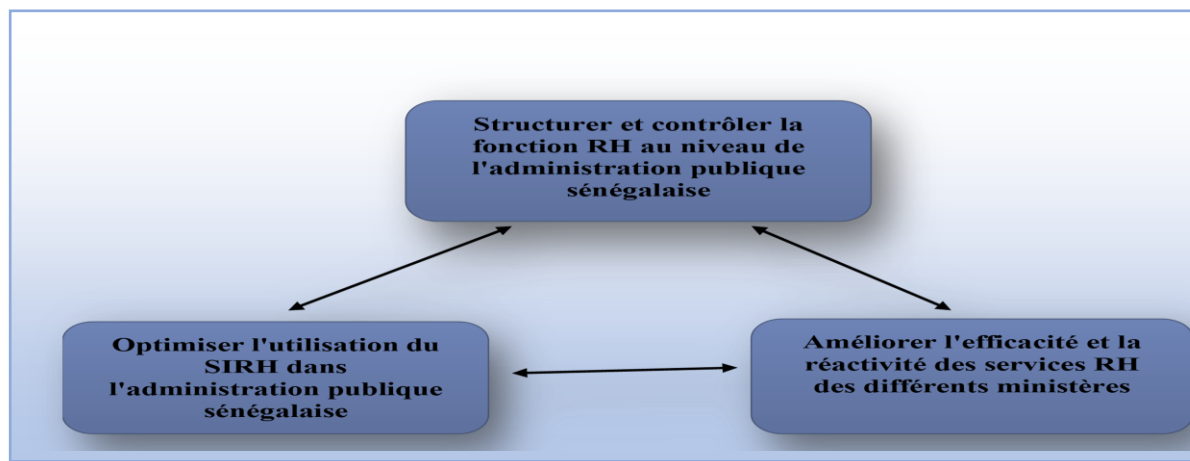 Structurer et contrôler la
fonction RH au niveau de
l'administration publique
sénégalaise
Optimiser l'utilisation du
SIRH dans
l'administration publique
sénégalaise
Améliorer l'efficacité et la
réactivité des services RH
des différents ministères